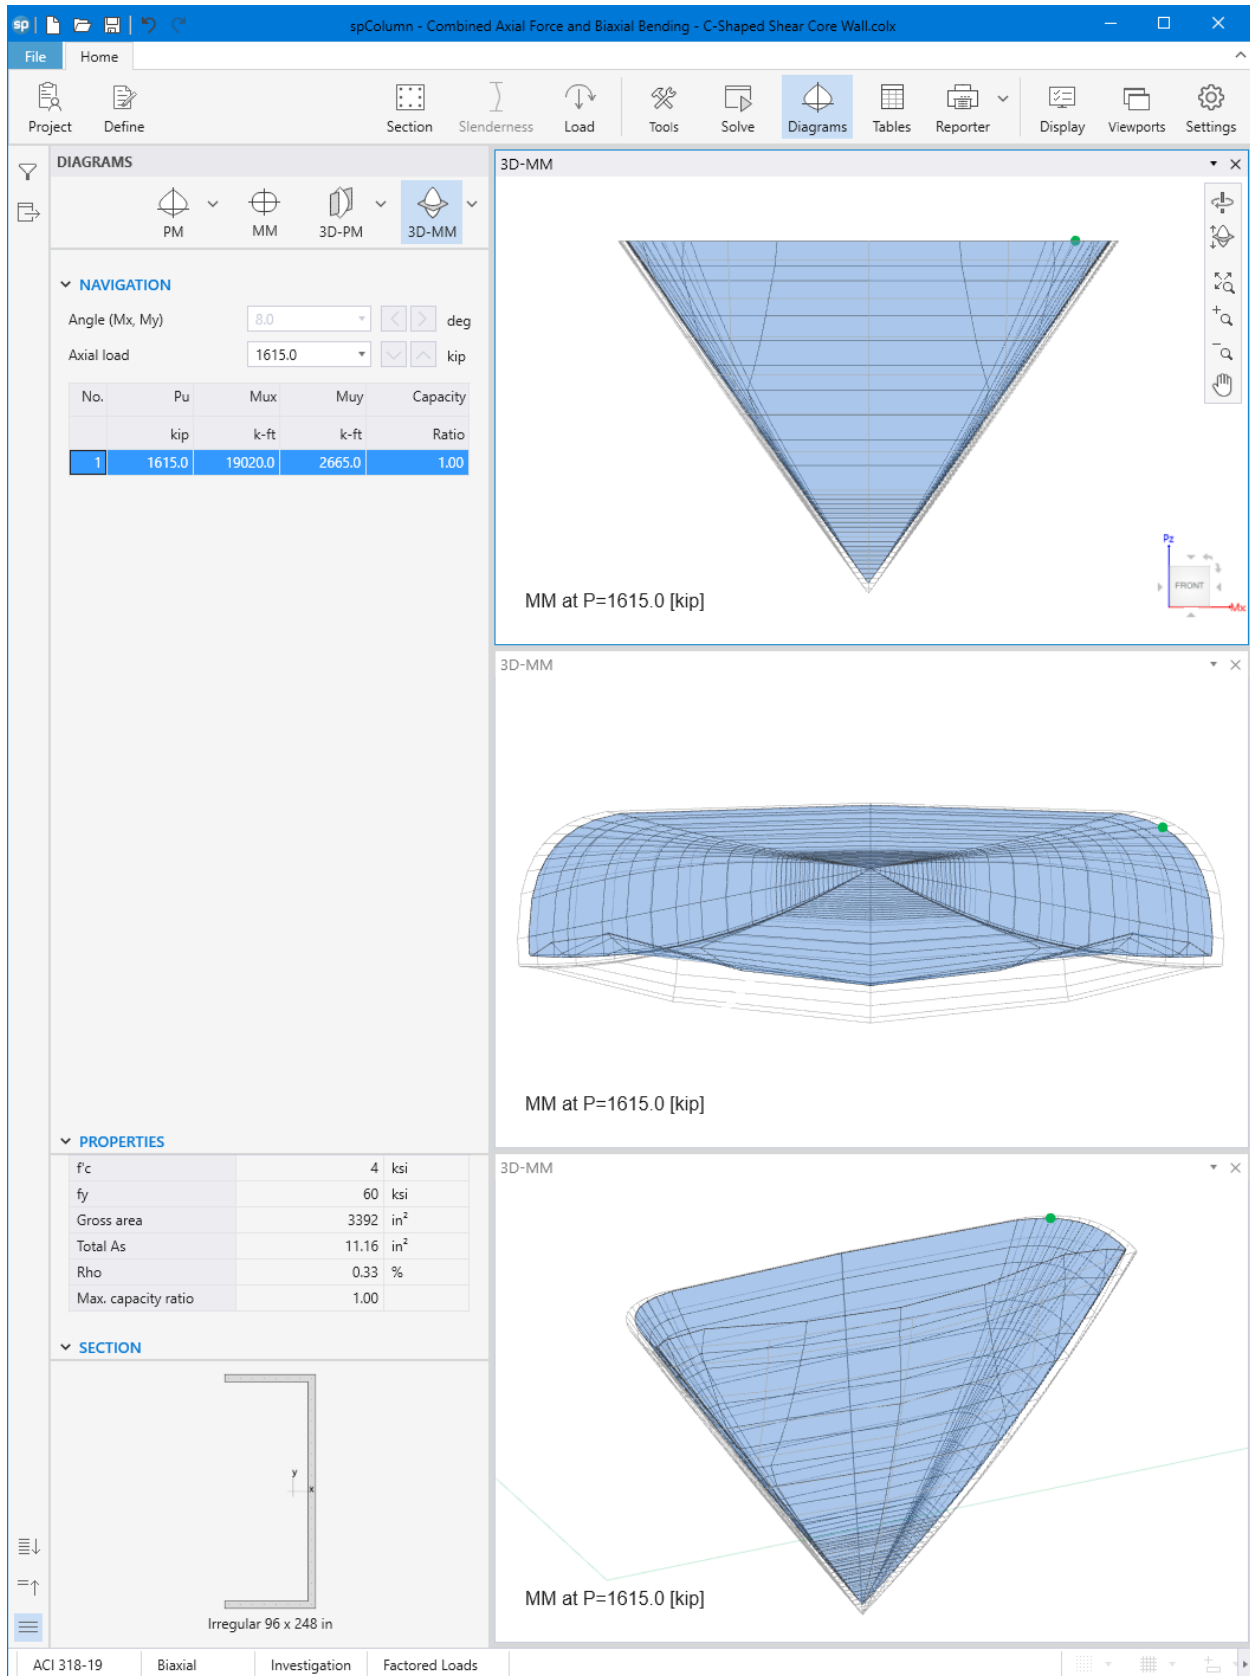 sp
spColumn - Combined Axial Force and Biaxial Bending - C-Shaped Shear Core Wall.colx
File Home
Project Define Section Slenderness Load Tools Solve Diagrams Tables Reporter Display Viewports Settings
DIAGRAMS
PM MM 3D-PM 3D-MM
NAVIGATION
Angle (Mx, My) 8.0 deg
Axial load 1615.0 kip
No. Pu Mux Muy Capacity
kip k-ft k-ft Ratio
1 1615.0 19020.0 2665.0 1.00
PROPERTIES
f'c 4 ksi
fy 60 ksi
Gross area 3392 in²
Total As 11.16 in²
Rho 0.33 %
Max. capacity ratio 1.00
SECTION
y
x
Irregular 96 x 248 in
3D-MM
Pz
FRONT
Mx
MM at P=1615.0 [kip]
3D-MM
MM at P=1615.0 [kip]
3D-MM
MM at P=1615.0 [kip]
ACI 318-19 Biaxial Investigation Factored Loads